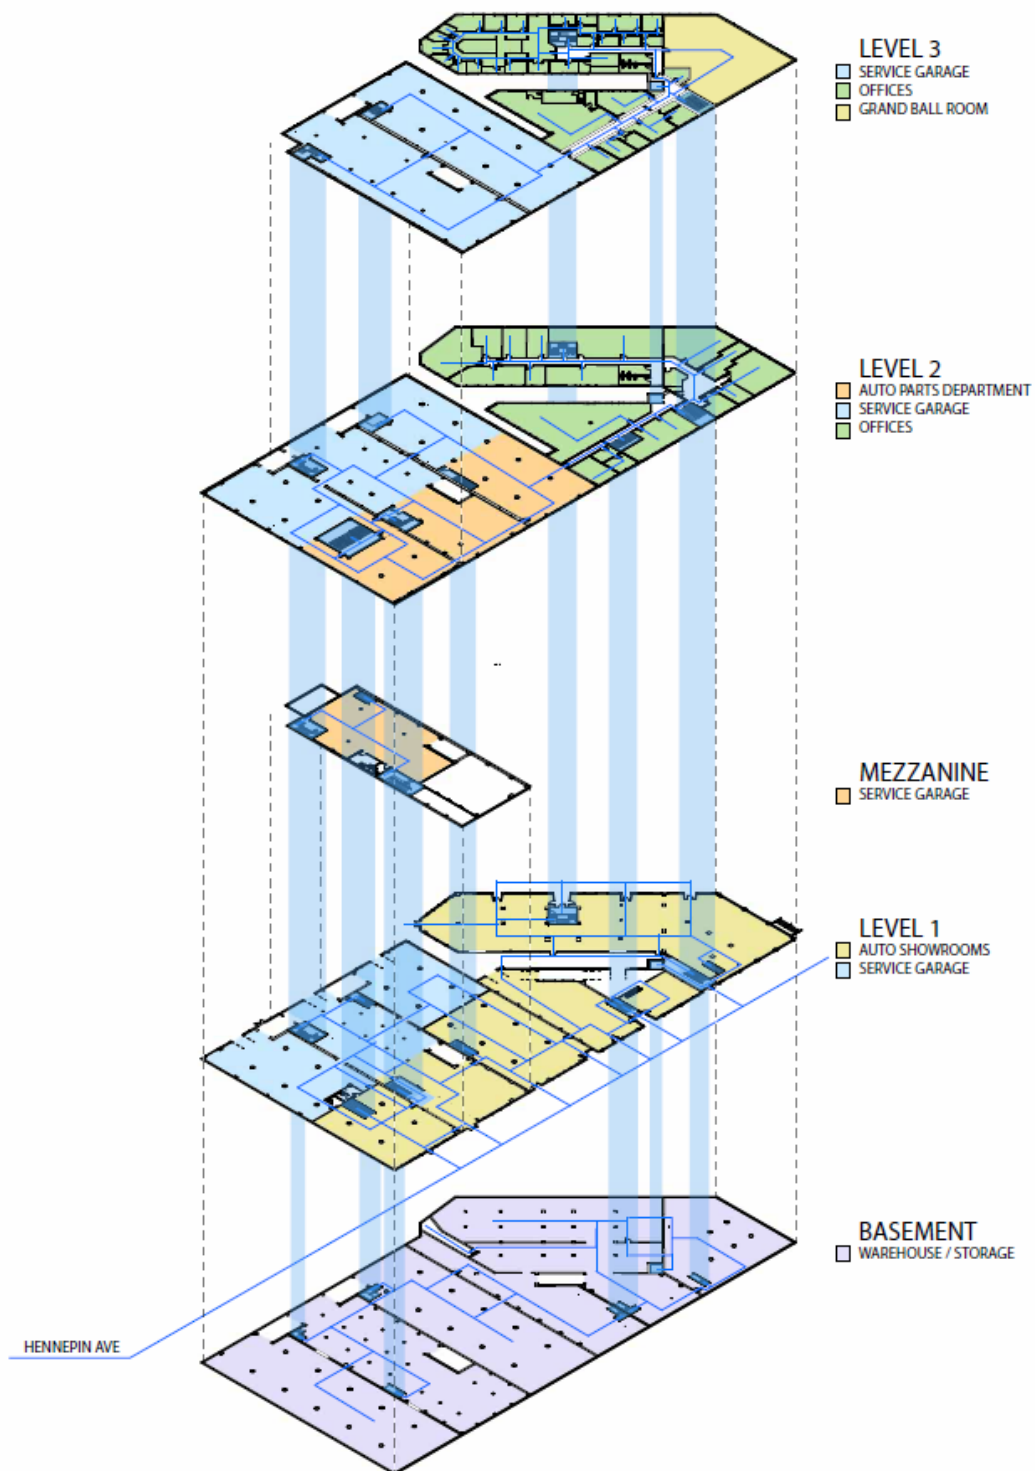 LEVEL 3
SERVICE GARAGE
OFFICES
GRAND BALL ROOM
LEVEL 2
AUTO PARTS DEPARTMENT
SERVICE GARAGE
OFFICES
MEZZANINE
SERVICE GARAGE
LEVEL 1
AUTO SHOWROOMS
SERVICE GARAGE
BASEMENT
WAREHOUSE / STORAGE
HENNEPIN AVE